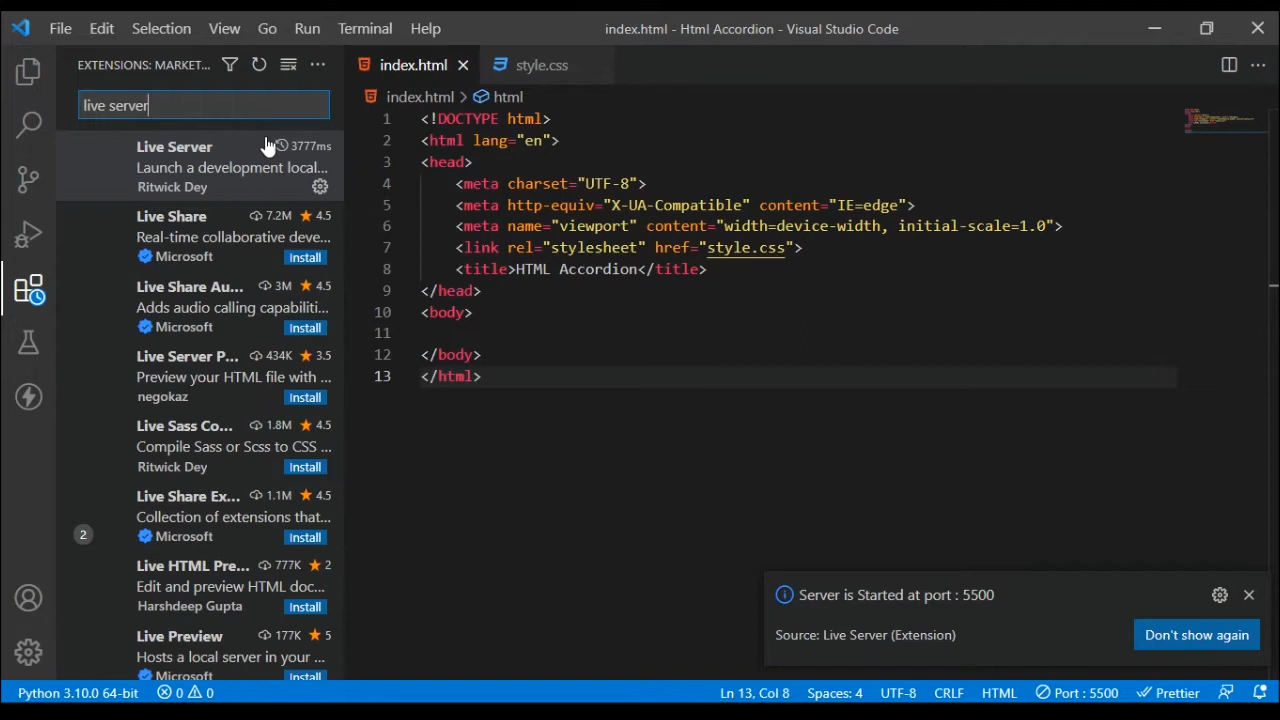 File Edit Selection View Go Run Terminal Help
index.html - Html Accordion - Visual Studio Code
EXTENSIONS: MARKET...
live server
Live Server 3777ms
Launch a development local...
Ritwick Dey
Live Share 7.2M 4.5
Real-time collaborative deve...
Microsoft Install
Live Share Au... 3M 4.5
Adds audio calling capabiliti...
Microsoft Install
Live Server P... 434K 3.5
Preview your HTML file with ...
negokaz Install
Live Sass Co... 1.8M 4.5
Compile Sass or Scss to CSS ...
Ritwick Dey Install
Live Share Ex... 1.1M 4.5
Collection of extensions that...
Microsoft Install
2
Live HTML Pre... 777K 2
Edit and preview HTML doc...
Harshdeep Gupta Install
Live Preview 177K 5
Hosts a local server in your ...
Microsoft Install
index.html style.css
index.html > html
1 <!DOCTYPE html>
2 <html lang="en">
3 <head>
4 <meta charset="UTF-8">
5 <meta http-equiv="X-UA-Compatible" content="IE=edge">
6 <meta name="viewport" content="width=device-width, initial-scale=1.0">
7 <link rel="stylesheet" href="style.css">
8 <title>HTML Accordion</title>
9 </head>
10 <body>
11
12 </body>
13 </html>
Server is Started at port : 5500
Source: Live Server (Extension) Don't show again
Python 3.10.0 64-bit 0 0 Ln 13, Col 8 Spaces: 4 UTF-8 CRLF HTML Port : 5500 Prettier